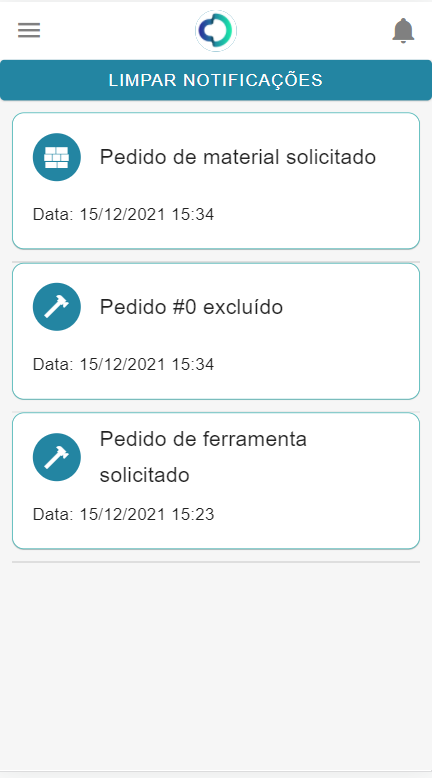 LIMPAR NOTIFICAÇÕES
Pedido de material solicitado
Data: 15/12/2021 15:34
Pedido #0 excluído
Data: 15/12/2021 15:34
Pedido de ferramenta
solicitado
Data: 15/12/2021 15:23